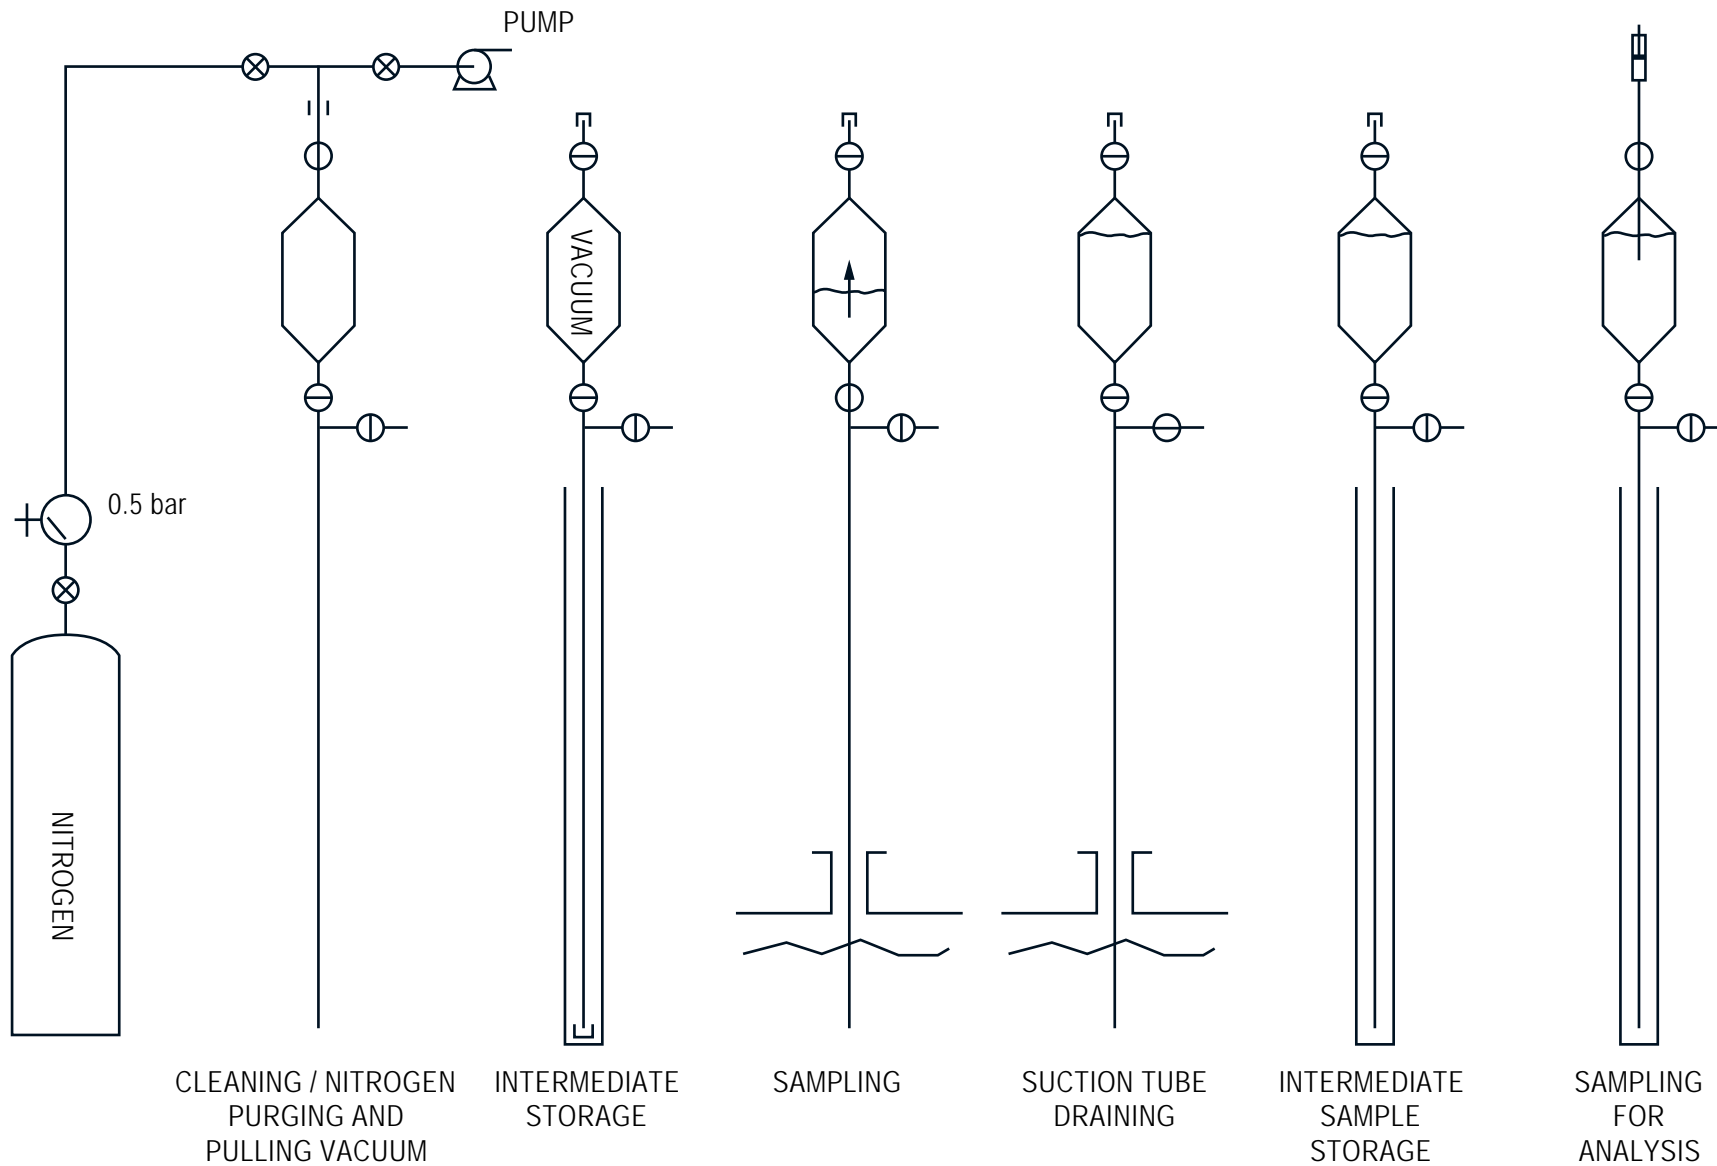 PUMP
VACUUM
0.5 bar
NITROGEN
CLEANING / NITROGEN
PURGING AND
PULLING VACUUM
INTERMEDIATE
STORAGE
SAMPLING
SUCTION TUBE
DRAINING
INTERMEDIATE
SAMPLE
STORAGE
SAMPLING
FOR
ANALYSIS